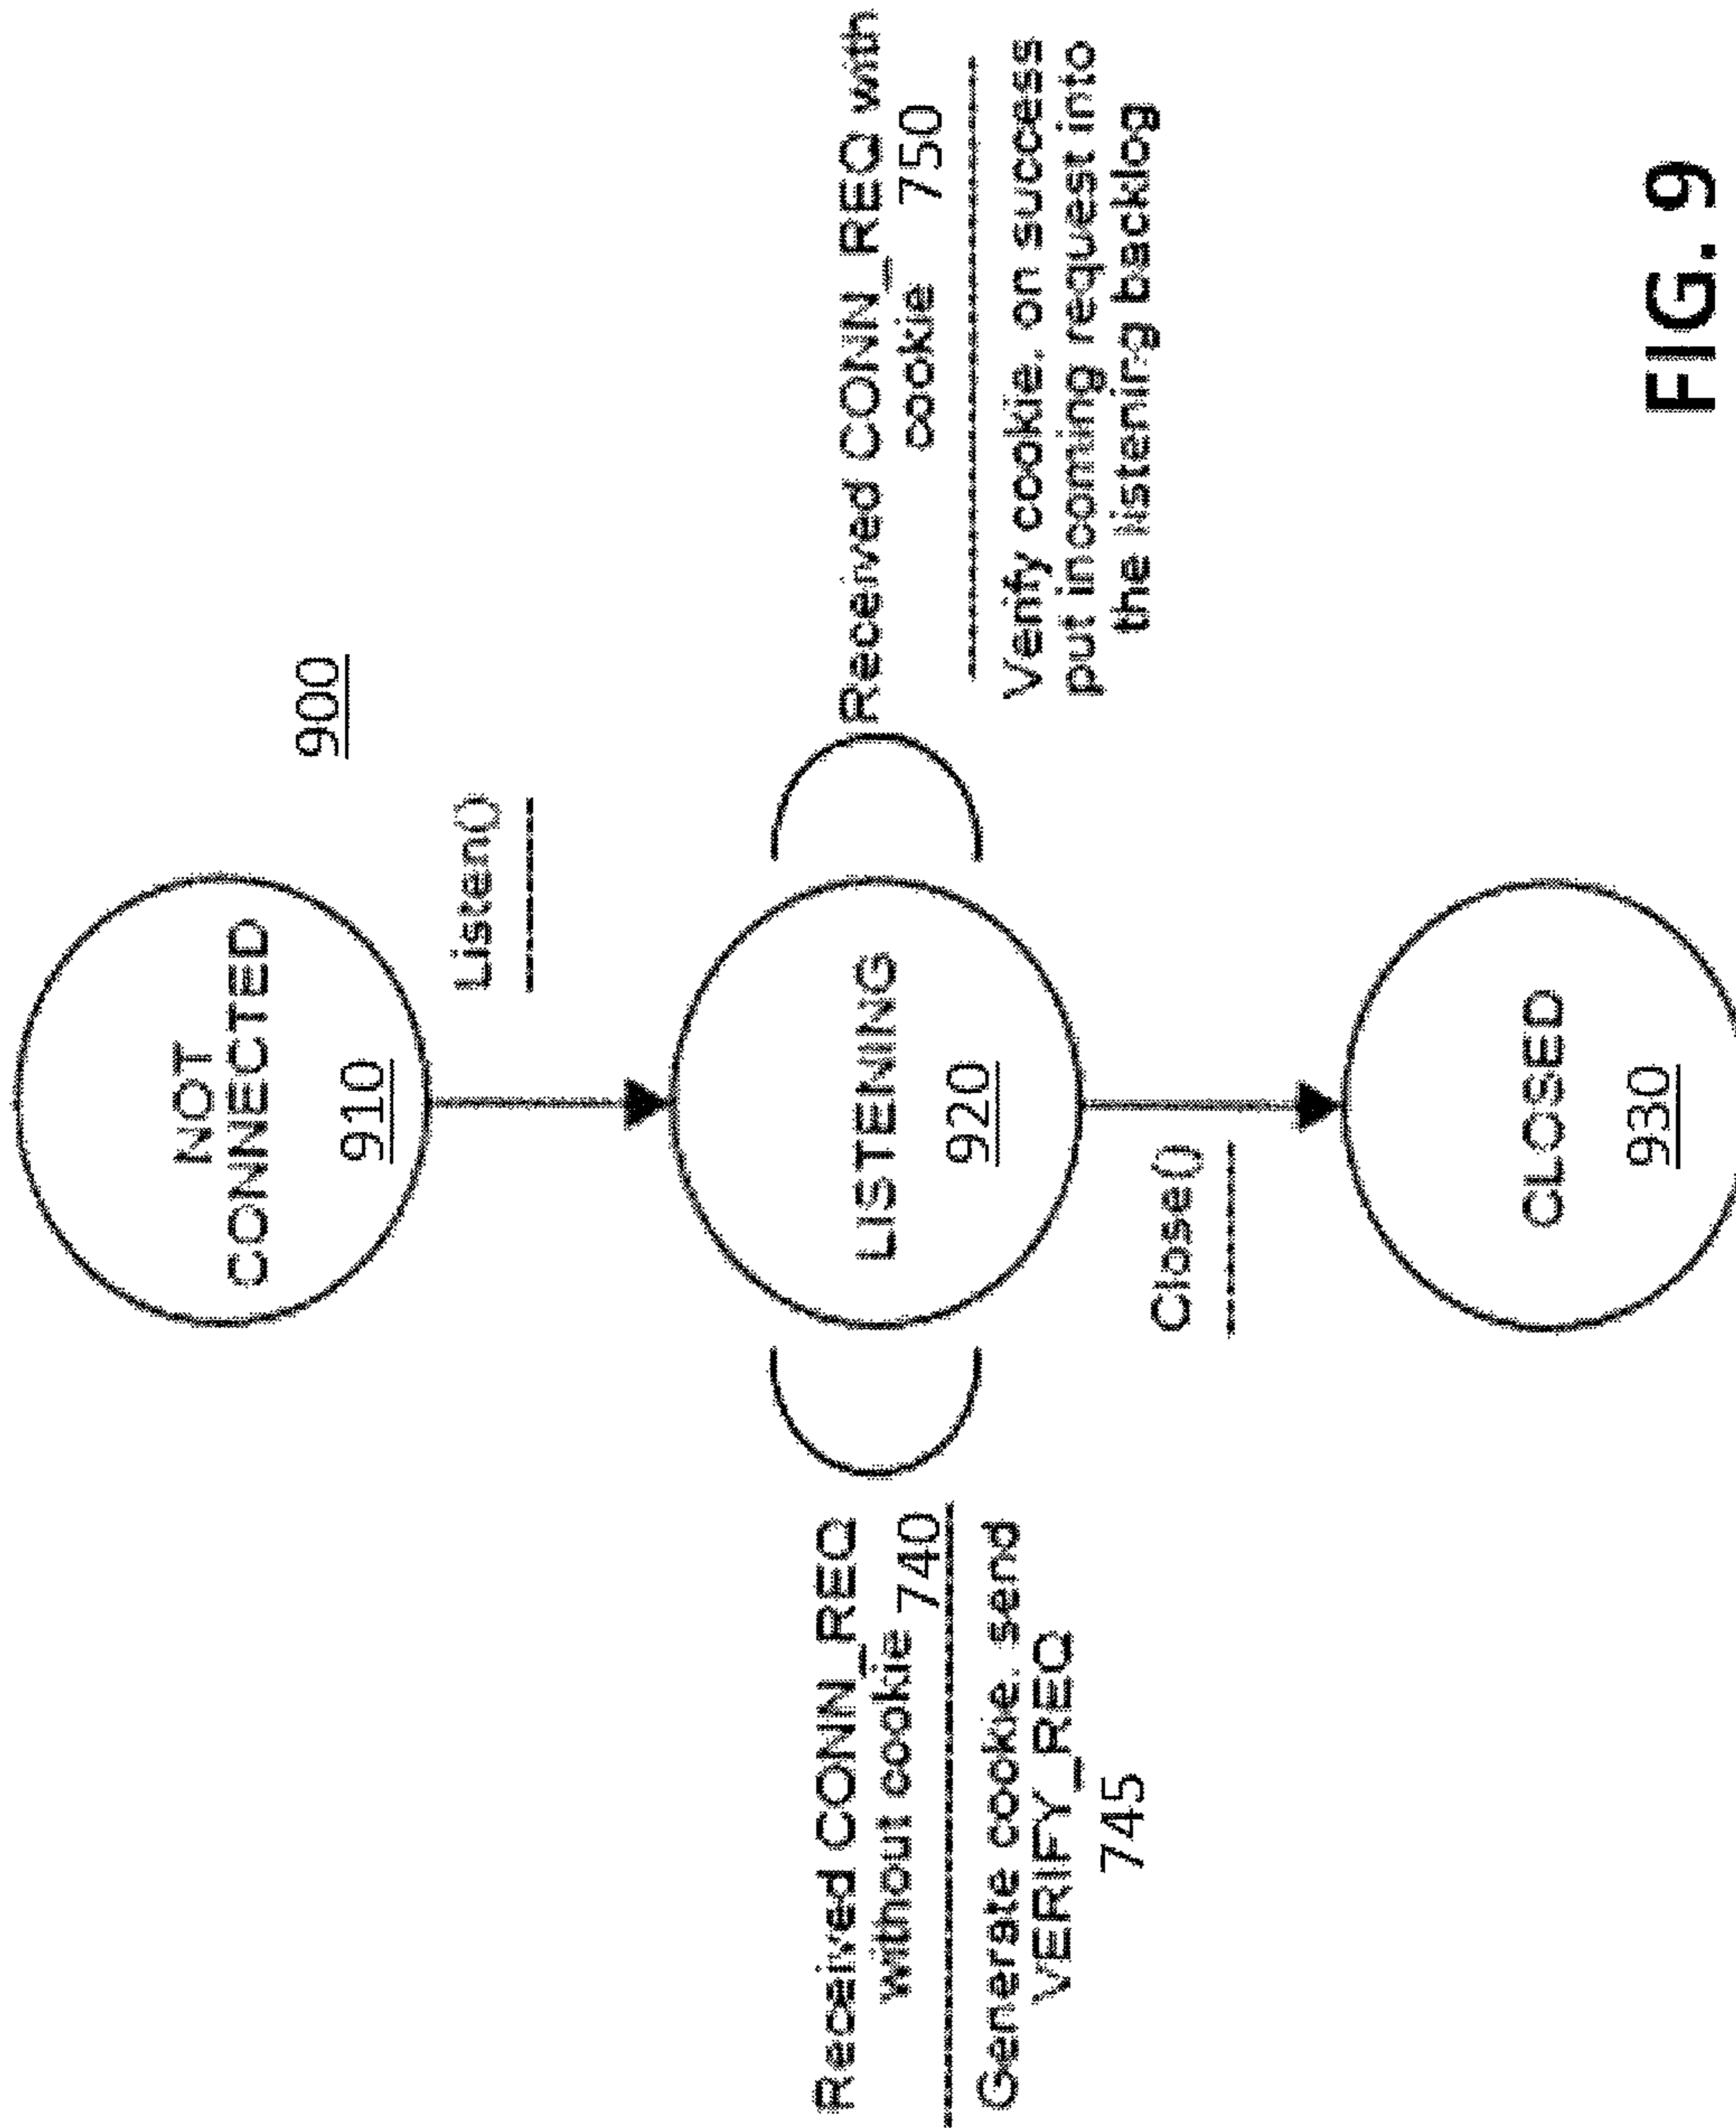 900
NOT
CONNECTED
910
Listen()
Received CONN_REQ
without cookie 740
Generate cookie, send
VERIFY_REQ
745
LISTENING
920
Received CONN_REQ with
cookie 750
Verify cookie, on success
put incoming request into
the listening backlog
Close()
CLOSED
930
FIG. 9